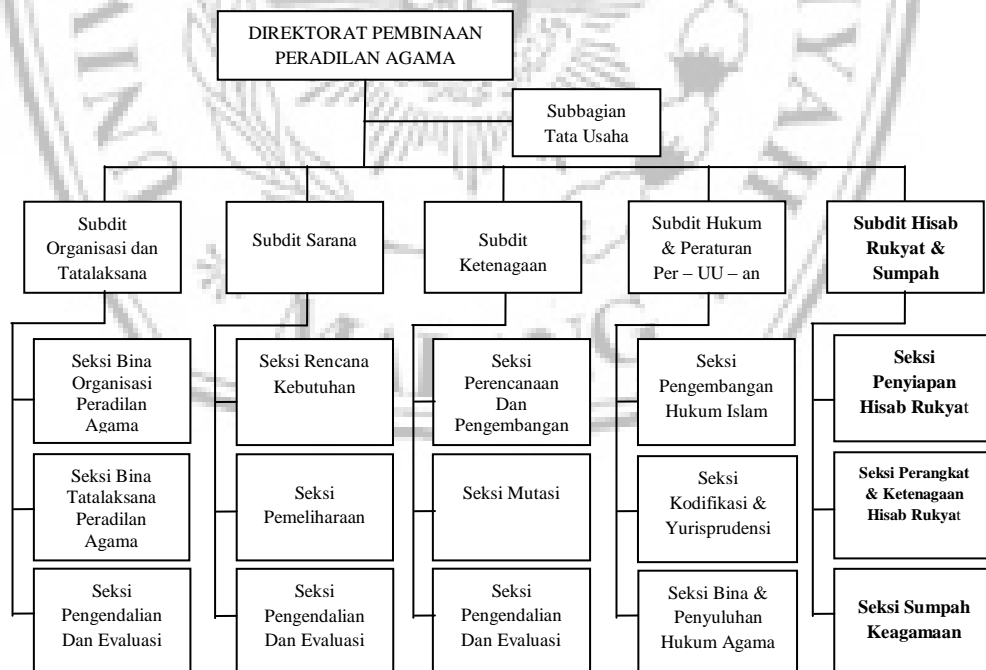 DIREKTORAT PEMBINAAN
PERADILAN AGAMA
Subbagian
Tata Usaha
Subdit
Organisasi dan
Tatalaksana
Subdit Sarana
Subdit
Ketenagaan
Subdit Hukum
& Peraturan
Per – UU – an
Subdit Hisab
Rukyat &
Sumpah
Seksi Bina
Organisasi
Peradilan
Agama
Seksi Rencana
Kebutuhan
Seksi
Perencanaan
Dan
Pengembangan
Seksi
Pengembangan
Hukum Islam
Seksi
Penyiapan
Hisab Rukyat
Seksi Bina
Tatalaksana
Peradilan
Agama
Seksi
Pemeliharaan
Seksi Mutasi
Seksi
Kodifikasi &
Yurisprudensi
Seksi Perangkat
& Ketenagaan
Hisab Rukyat
Seksi
Pengendalian
Dan Evaluasi
Seksi
Pengendalian
Dan Evaluasi
Seksi
Pengendalian
Dan Evaluasi
Seksi Bina &
Penyuluhan
Hukum Agama
Seksi Sumpah
Keagamaan